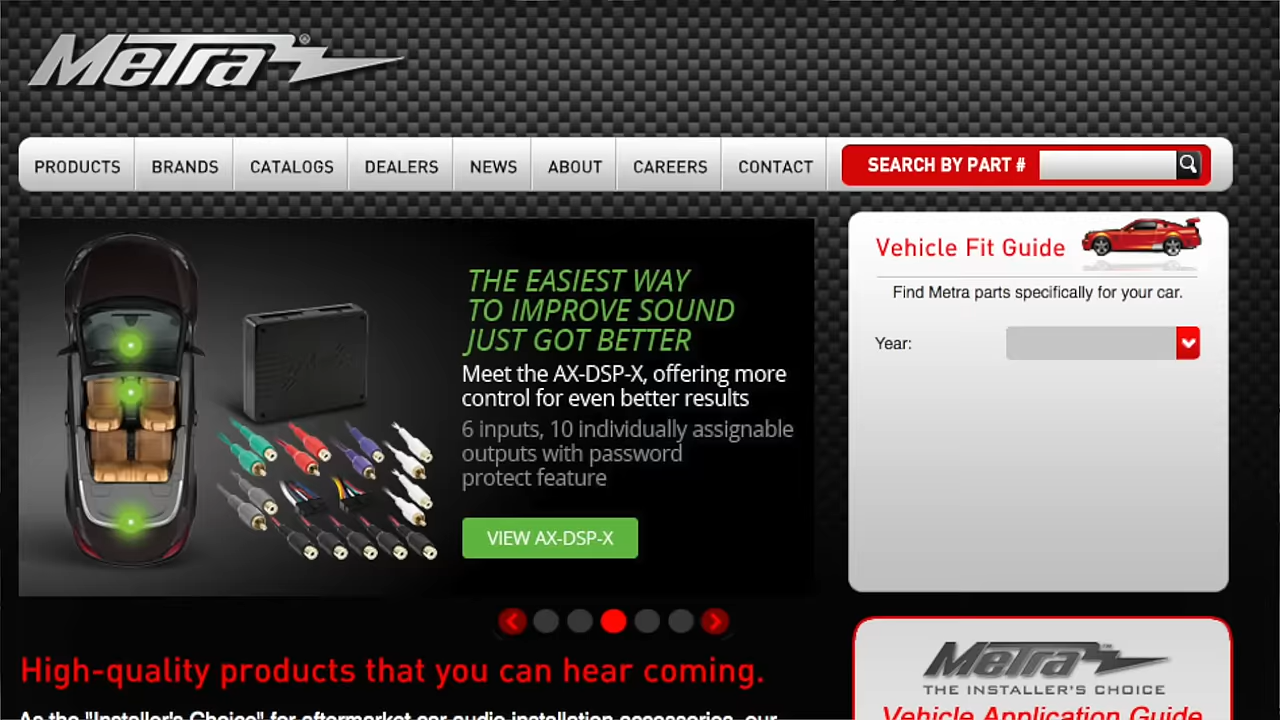 Metra®
PRODUCTS
BRANDS
CATALOGS
DEALERS
NEWS
ABOUT
CAREERS
CONTACT
SEARCH BY PART #
THE EASIEST WAY
TO IMPROVE SOUND
JUST GOT BETTER
Meet the AX-DSP-X, offering more
control for even better results
6 inputs, 10 individually assignable
outputs with password
protect feature
VIEW AX-DSP-X
Vehicle Fit Guide
Find Metra parts specifically for your car.
Year:
High-quality products that you can hear coming.
As the "Installer's Choice" for aftermarket car audio installation accessories, our
Metra™
THE INSTALLER'S CHOICE
Vehicle Application Guide